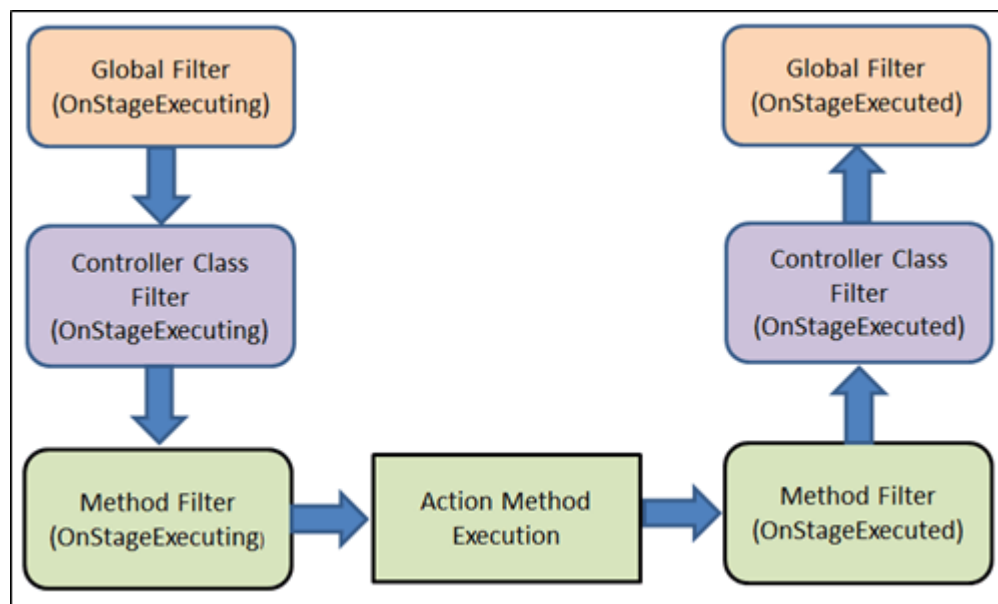 Global Filter
(OnStageExecuting)
Controller Class
Filter
(OnStageExecuting)
Method Filter
(OnStageExecuting)
Action Method
Execution
Method Filter
(OnStageExecuted)
Controller Class
Filter
(OnStageExecuted)
Global Filter
(OnStageExecuted)